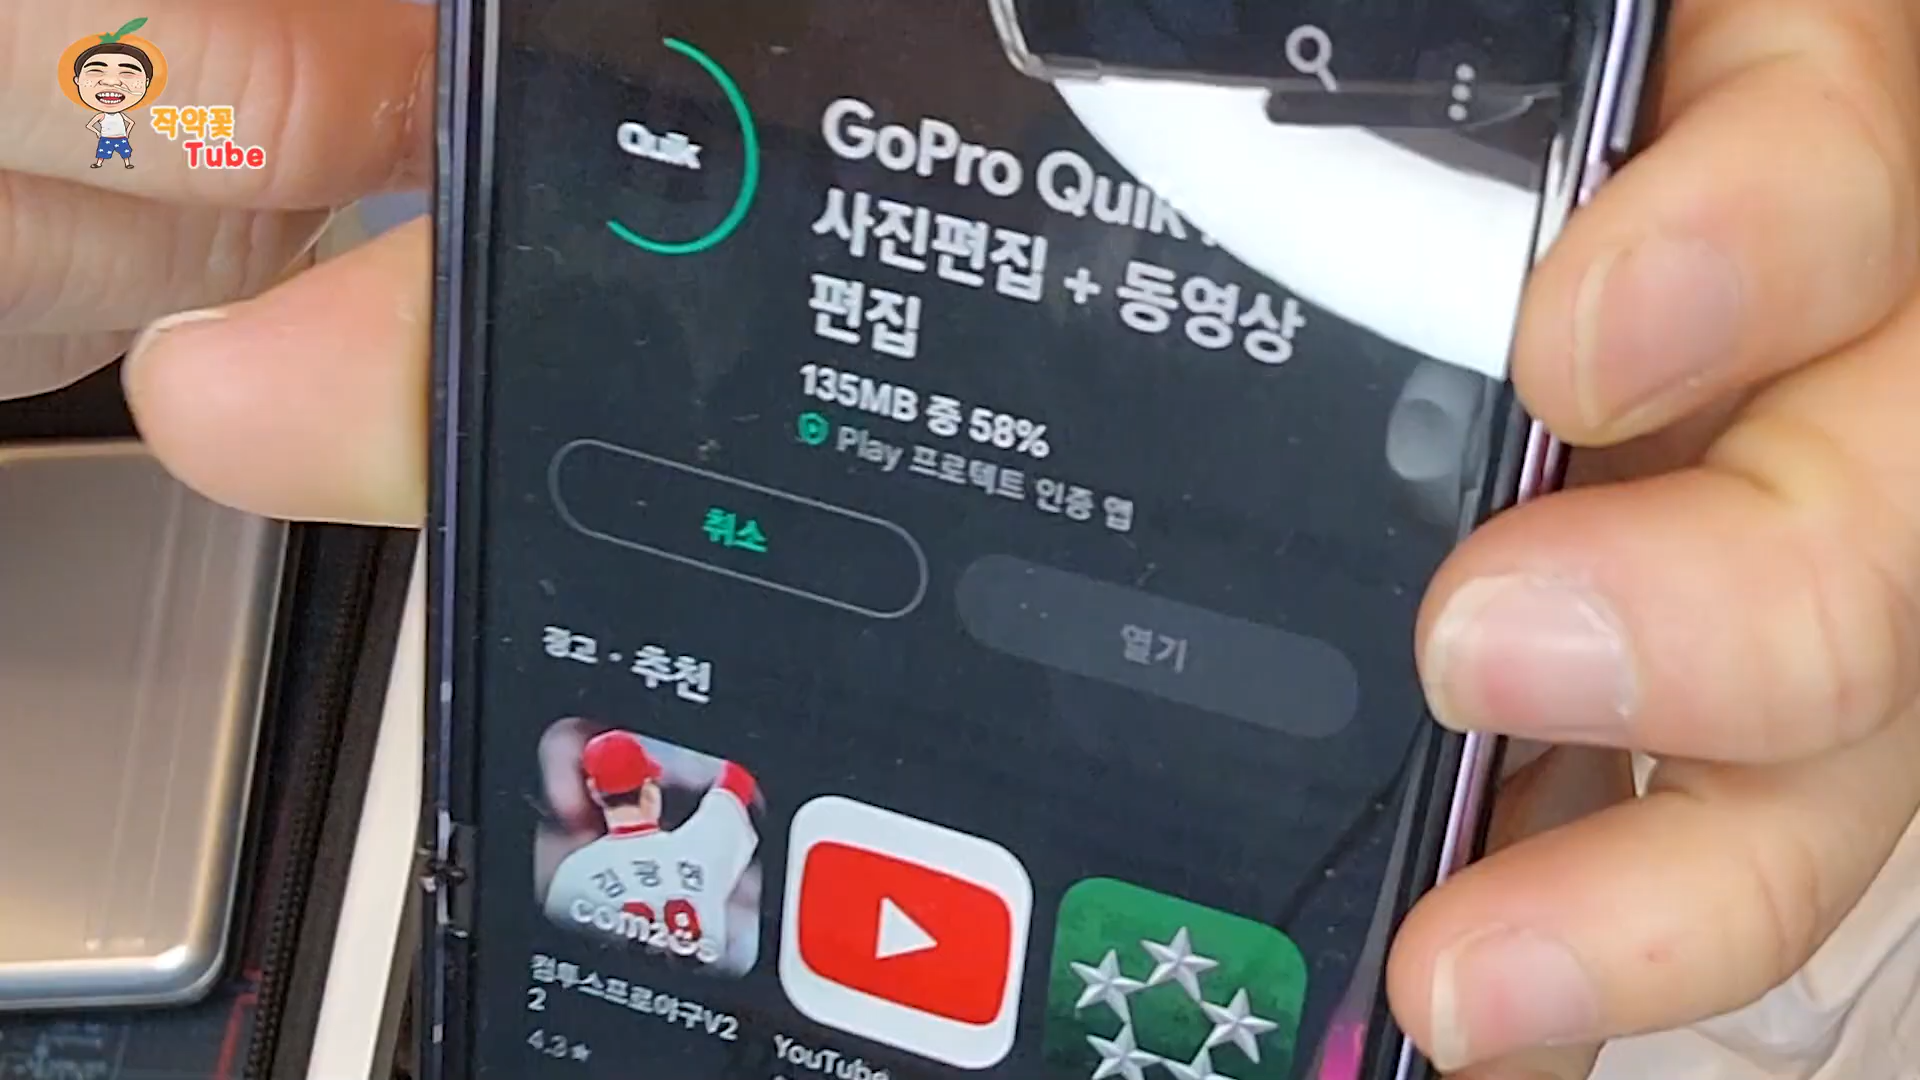 작약꽃
Tube
Quik
GoPro Quik
사진편집 + 동영상
편집
135MB 중 58%
Play 프로텍트 인증 앱
취소
열기
광고 · 추천
김광현
com2us
컴투스프로야구V2
2
4.3★
YouTube